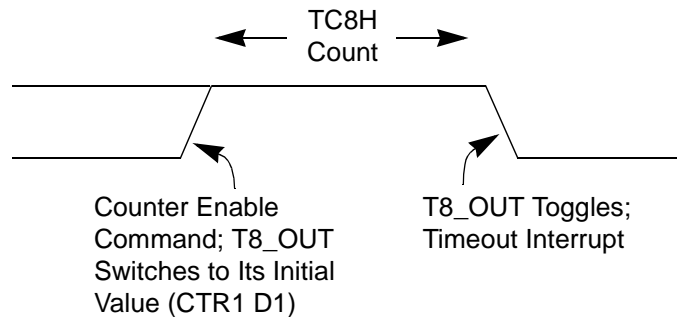 TC8H
Count
Counter Enable
Command; T8_OUT
Switches to Its Initial
Value (CTR1 D1)
T8_OUT Toggles;
Timeout Interrupt